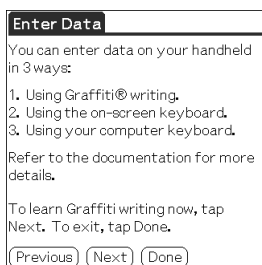 Enter Data
You can enter data on your handheld
in 3 ways:
1. Using Graffiti® writing.
2. Using the on-screen keyboard.
3. Using your computer keyboard.
Refer to the documentation for more
details.
To learn Graffiti writing now, tap
Next. To exit, tap Done.
Previous Next Done